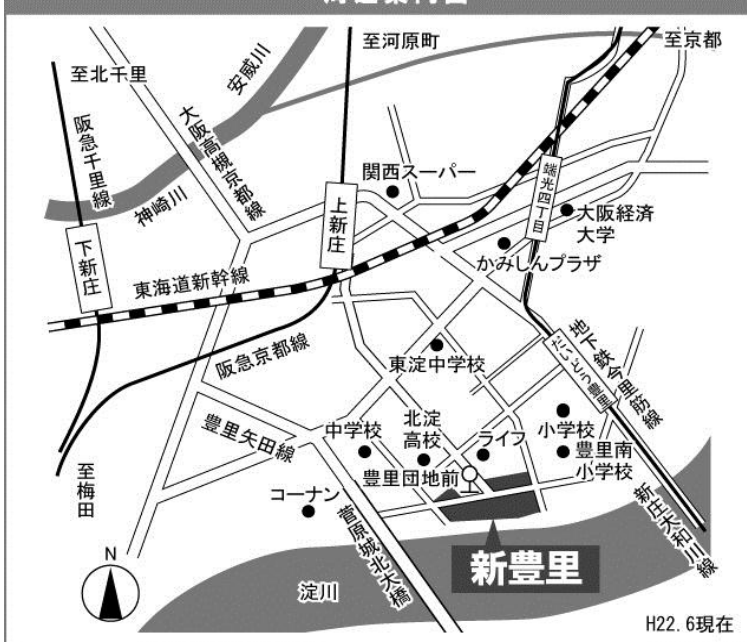 至北千里
安威川
至河原町
至京都
阪急千里線
大阪高槻京都線
神崎川
関西スーパー
上新庄
端光四丁目
大阪経済
大学
かみしんプラザ
下新庄
東海道新幹線
阪急京都線
東淀中学校
地下鉄今里筋線
だいどう豊里
豊里矢田線
中学校
北淀
高校
ライフ
小学校
豊里南
小学校
豊里団地前
至梅田
コーナン
菅原城北大橋
新庄大和川線
新豊里
N
淀川
H22.6現在